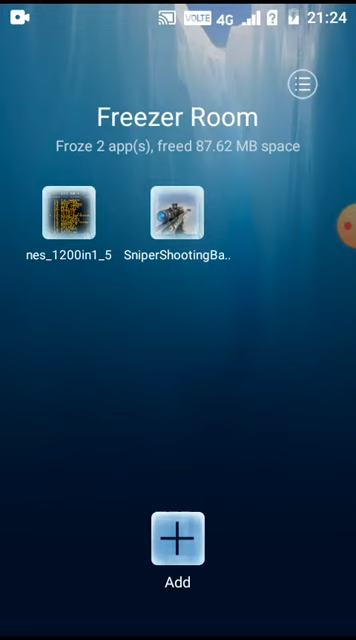 VOLTE 4G 21:24
Freezer Room
Froze 2 app(s), freed 87.62 MB space
nes_1200in1_5 SniperShootingBa..
Add